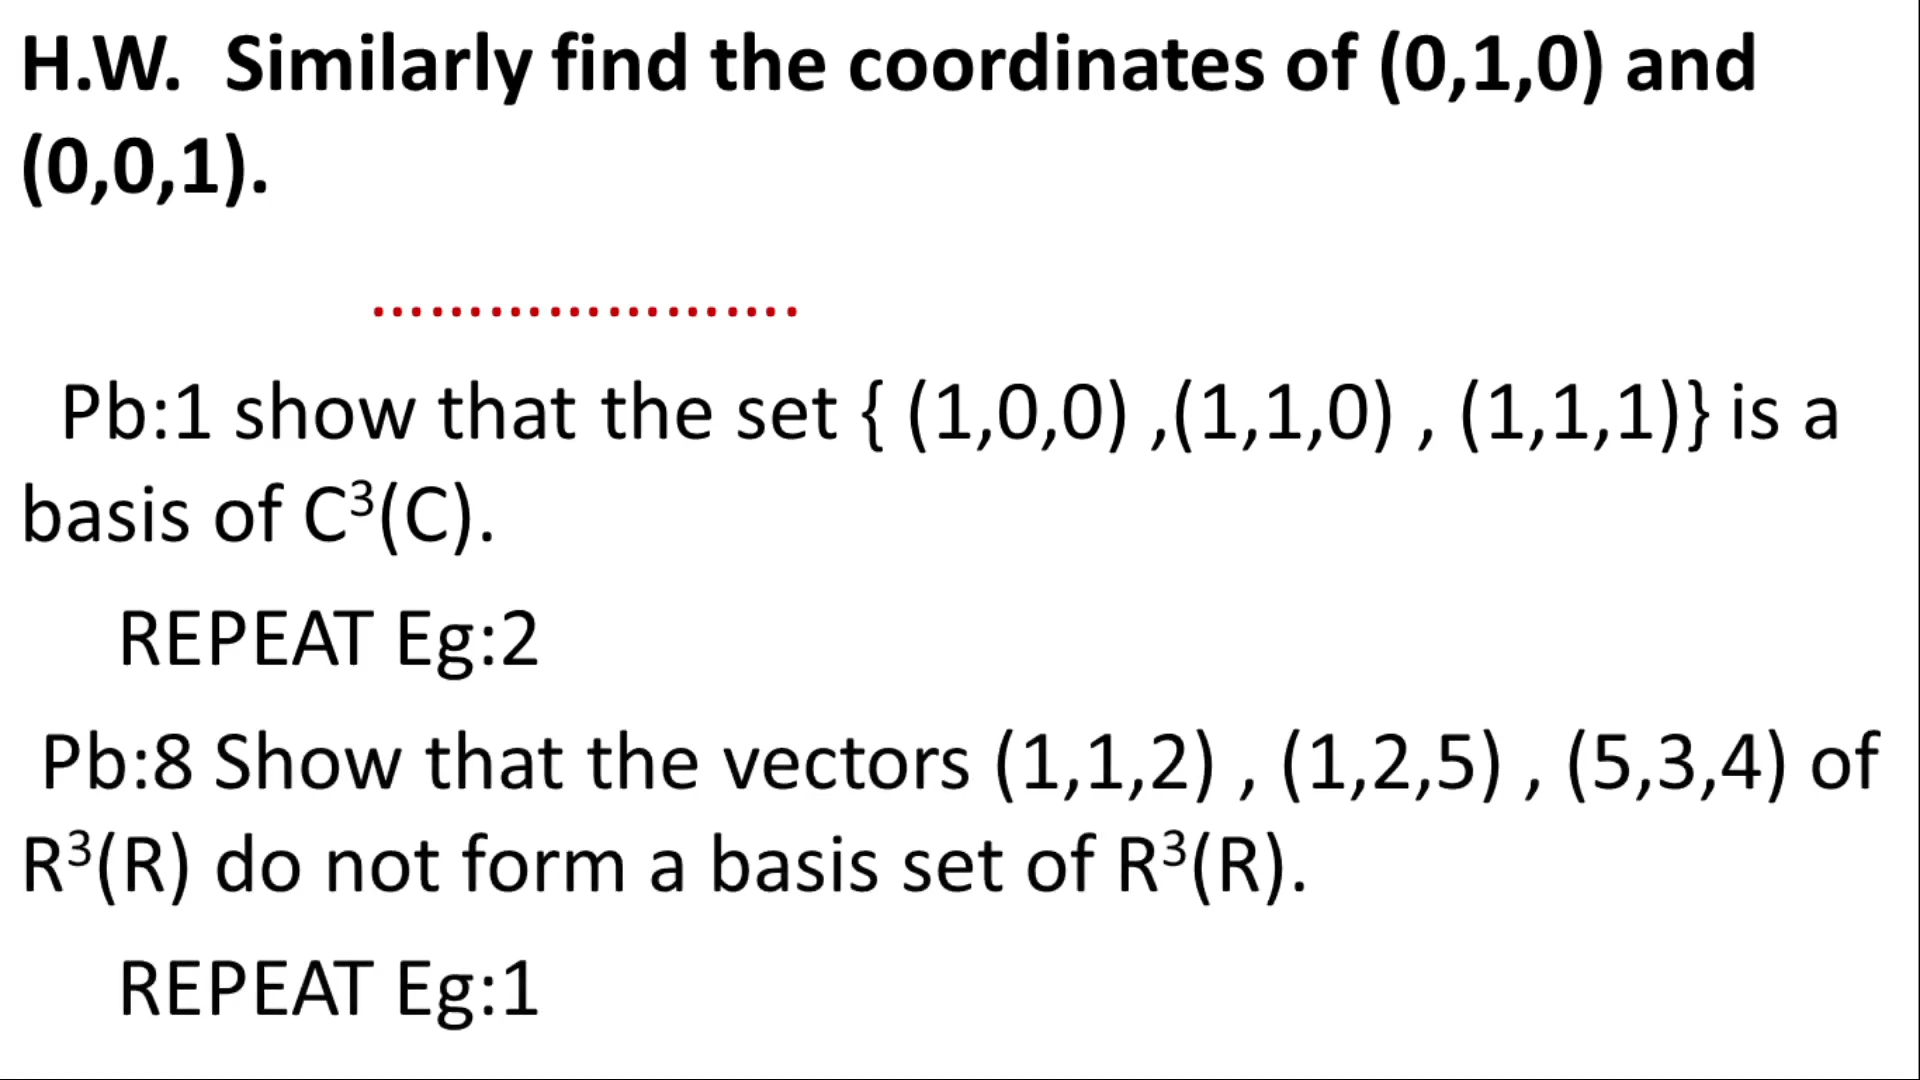 H.W.  Similarly find the coordinates of (0,1,0) and
(0,0,1).
......................
Pb:1 show that the set { (1,0,0) ,(1,1,0) , (1,1,1)} is a
basis of C³(C).
REPEAT Eg:2
Pb:8 Show that the vectors (1,1,2) , (1,2,5) , (5,3,4) of
R³(R) do not form a basis set of R³(R).
REPEAT Eg:1